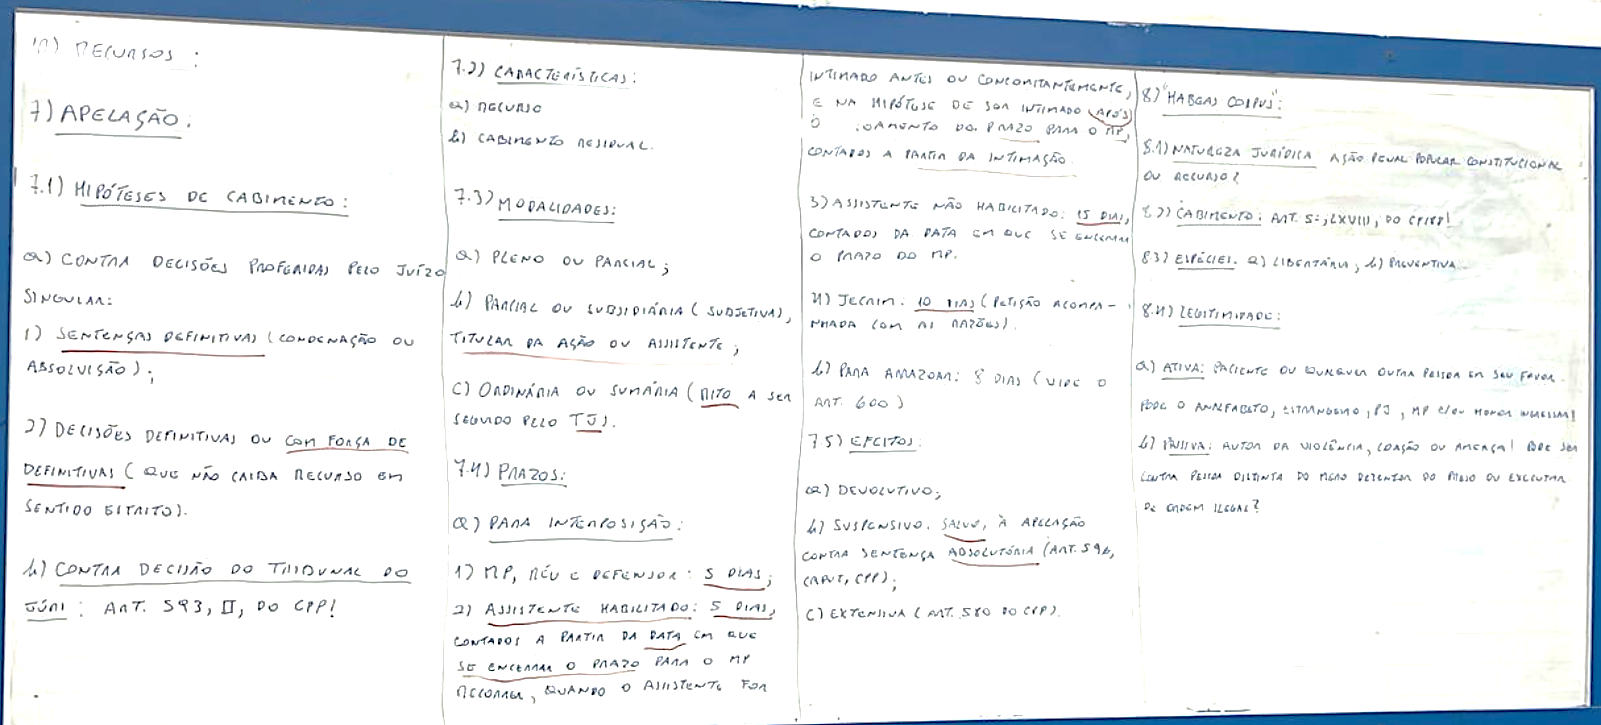 RECURSOS:
7) APELAÇÃO:
7.1) HIPÓTESES DE CABIMENTO:
a) CONTRA DECISÕES PROFERIDAS PELO JUÍZO
SINGULAR:
1) SENTENÇAS DEFINITIVAS (CONDENAÇÃO OU
ABSOLVIÇÃO);
2) DECISÕES DEFINITIVAS OU COM FORÇA DE
DEFINITIVAS (QUE NÃO CAIBA RECURSO EM
SENTIDO ESTRITO).
b) CONTRA DECISÃO DO TRIBUNAL DO
JÚRI: ART. 593, II, DO CPP!
7.2) CARACTERÍSTICAS:
a) RECURSO
b) CABIMENTO RESIDUAL.
7.3) MODALIDADES:
a) PLENO OU PARCIAL;
b) PARCIAL OU SUBSIDIÁRIA (SUBJETIVA),
TITULAR DA AÇÃO OU ASSISTENTE;
C) ORDINÁRIA OU SUMÁRIA (RITO A SER
SEGUIDO PELO TJ).
7.4) PRAZOS:
a) PARA INTERPOSIÇÃO:
1) MP, RÉU E DEFENSOR: 5 DIAS;
2) ASSISTENTE HABILITADO: 5 DIAS,
CONTADOS A PARTIR DA DATA EM QUE
SE ENCERRAR O PRAZO PARA O MP
RECORRER, QUANDO O ASSISTENTE FOR
INTIMADO ANTES OU CONCOMITANTEMENTE,
E NA HIPÓTESE DE SER INTIMADO APÓS
O DO PRAZO PARA O MP,
CONTADOS A PARTIR DA INTIMAÇÃO.
3) ASSISTENTE NÃO HABILITADO: 15 DIAS,
CONTADOS DA DATA EM QUE SE ENCERRA
O PRAZO DO MP.
4) JECRIM: 10 DIAS (PETIÇÃO ACOMPA-
NHADA COM AS RAZÕES).
b) PARA ARRAZOAR: 8 DIAS (VIDE O
ART. 600)
7.5) EFEITOS:
a) DEVOLUTIVO;
b) SUSPENSIVO. SALVO, À APELAÇÃO
CONTRA SENTENÇA ABSOLUTÓRIA (ART. 596,
CAPUT, CPP);
C) EXTENSIVA (ART. 580 DO CPP).
8) "HABEAS CORPUS":
8.1) NATUREZA JURÍDICA AÇÃO PENAL POPULAR CONSTITUCIONAL
OU RECURSO?
8.2) CABIMENTO: ART. 5º, LXVIII, DO CF/88!
8.3) ESPÉCIES. a) LIBERTÁRIA, b) PREVENTIVA.
8.4) LEGITIMIDADE:
a) ATIVA: PACIENTE OU QUALQUER OUTRA PESSOA EM SEU FAVOR.
PODE O ANALFABETO, ESTRANGEIRO, PJ, MP E/OU MENOR
b) PASSIVA: AUTOR DA VIOLÊNCIA, COAÇÃO OU AMEAÇA! PODE SER
CONTRA PESSOA DISTINTA DO MERO DETENTOR DO PRESO OU EXECUTOR
DE ORDEM ILEGAL?